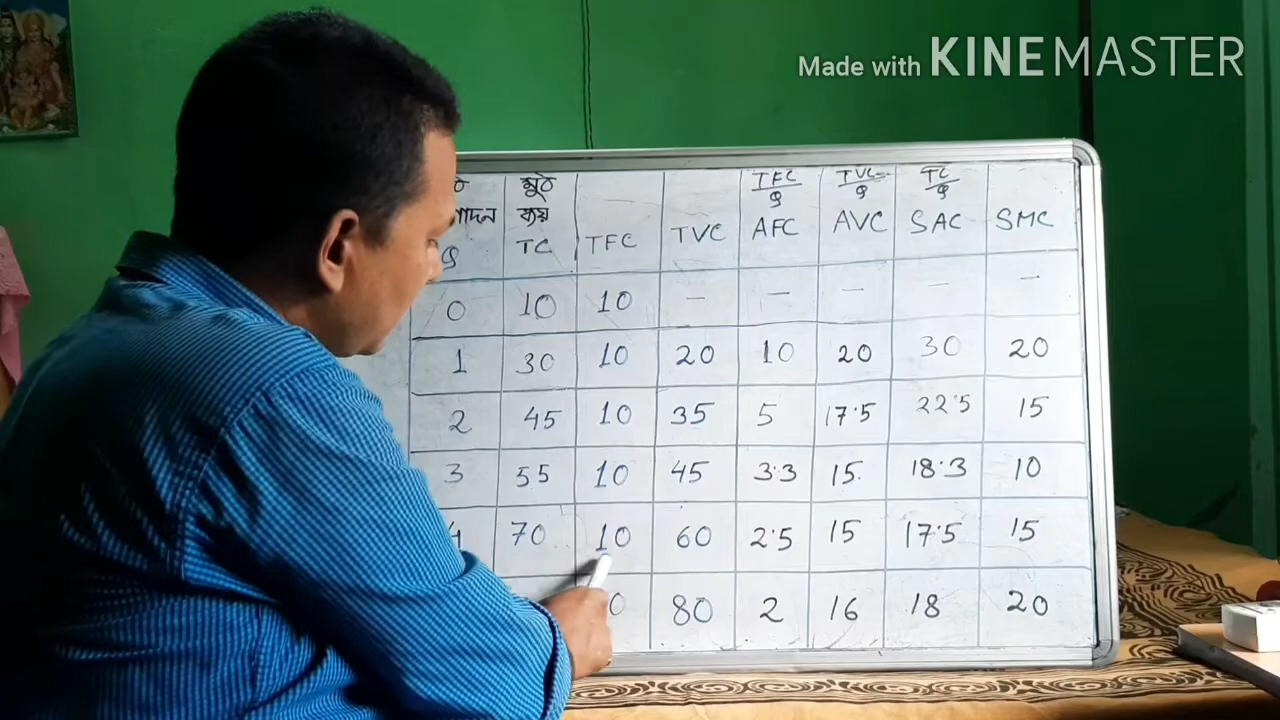 Made with KINEMASTER
মুঠ TFC/Q TVC/Q TC/Q
ব্যয়
Q TC TFC TVC AFC AVC SAC SMC
0 10 10 — — — — —
1 30 10 20 10 20 30 20
2 45 10 35 5 17.5 22.5 15
3 55 10 45 3.3 15. 18.3 10
4 70 10 60 2.5 15 17.5 15
0 80 2 16 18 20